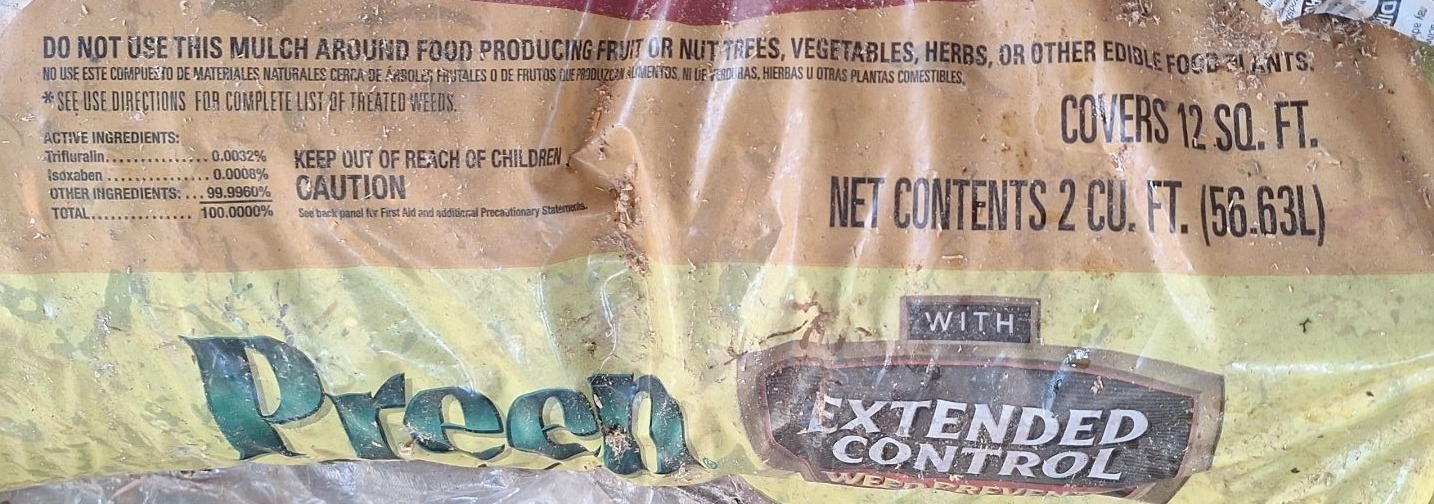 DO NOT USE THIS MULCH AROUND FOOD PRODUCING FRUIT OR NUT TREES, VEGETABLES, HERBS, OR OTHER EDIBLE FOOD PLANTS.
NO USE ESTE COMPUESTO DE MATERIALES NATURALES CERCA DE ÁRBOLES FRUTALES O DE FRUTOS QUE PRODUZCAN ALIMENTOS, NI DE VERDURAS, HIERBAS U OTRAS PLANTAS COMESTIBLES.
*SEE USE DIRECTIONS FOR COMPLETE LIST OF TREATED WEEDS.
COVERS 12 SQ. FT.
ACTIVE INGREDIENTS:
Trifluralin............... 0.0032%
Isoxaben ............... 0.0008%
OTHER INGREDIENTS: ... 99.9960%
TOTAL.................. 100.0000%
KEEP OUT OF REACH OF CHILDREN
CAUTION
See back panel for First Aid and additional Precautionary Statements.
NET CONTENTS 2 CU. FT. (56.63L)
Preen
WITH
EXTENDED
CONTROL